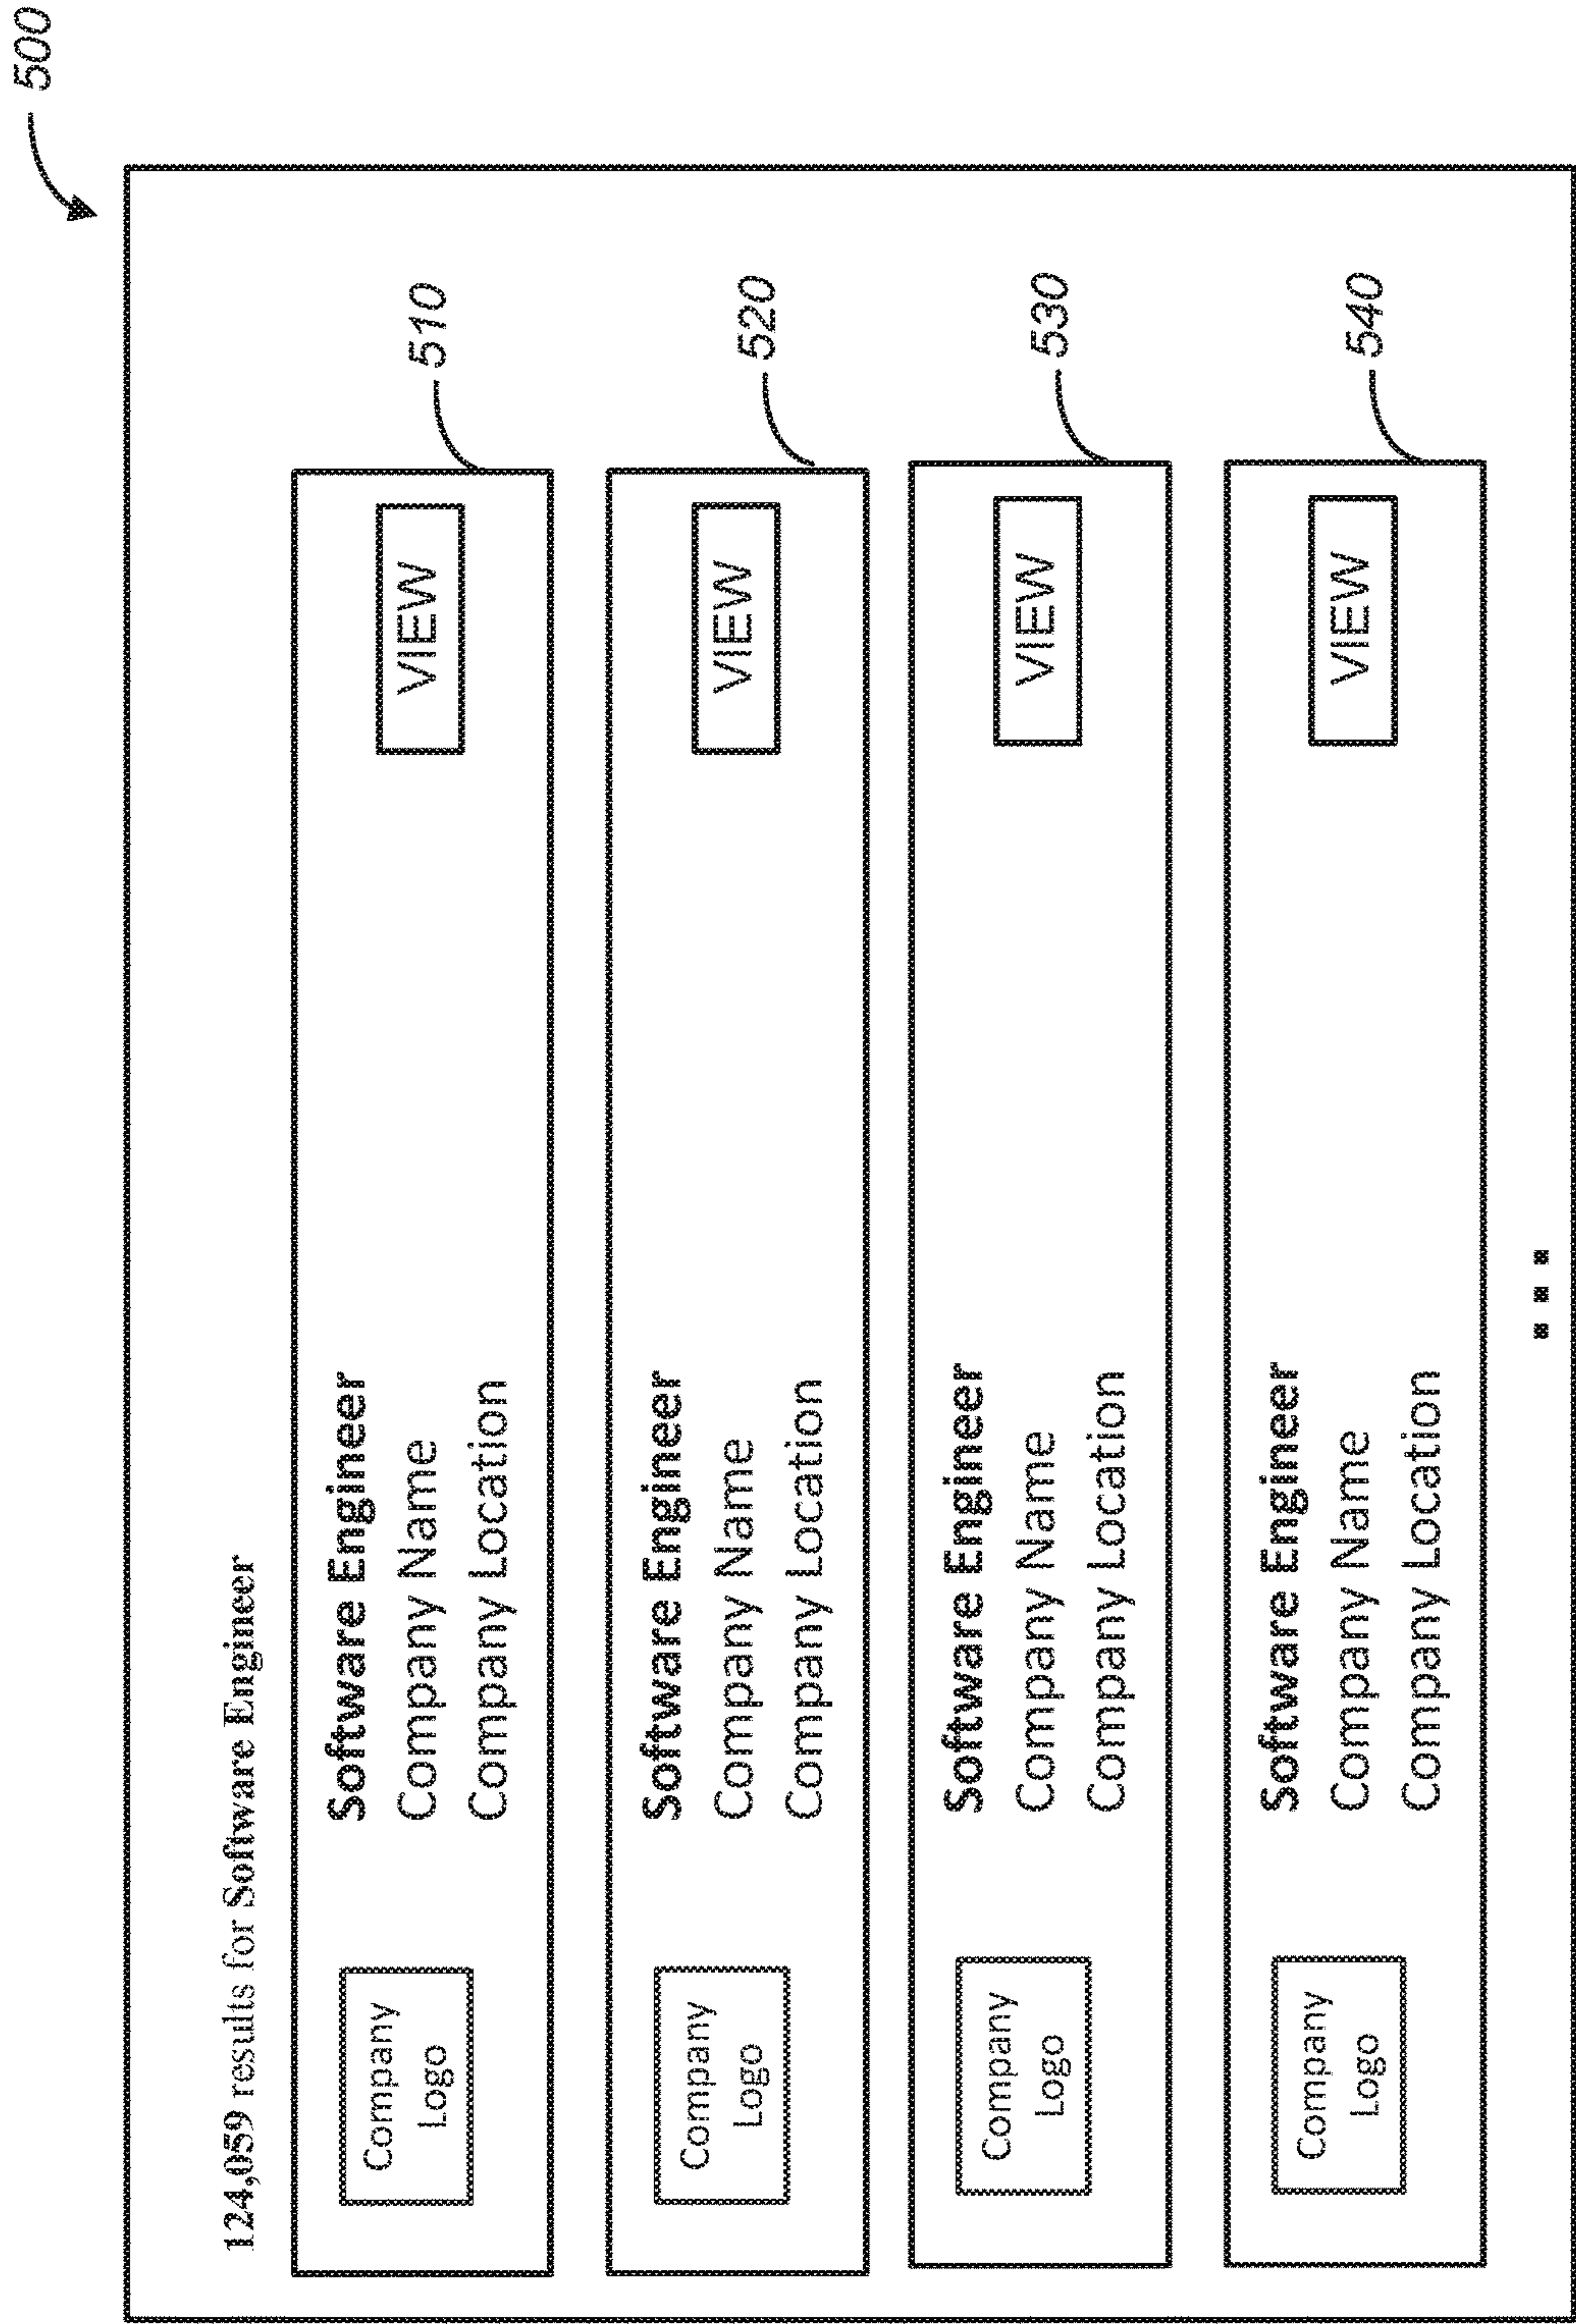 500
124,059 results for Software Engineer
Company
Logo
Software Engineer
Company Name
Company Location
VIEW
510
Company
Logo
Software Engineer
Company Name
Company Location
VIEW
520
Company
Logo
Software Engineer
Company Name
Company Location
VIEW
530
Company
Logo
Software Engineer
Company Name
Company Location
VIEW
540